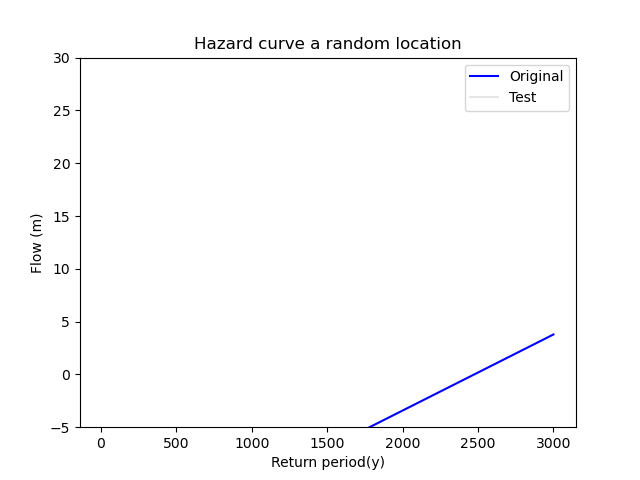 Hazard curve a random location
Original
Test
30
25
20
15
10
5
0
−5
Flow (m)
0 500 1000 1500 2000 2500 3000
Return period(y)